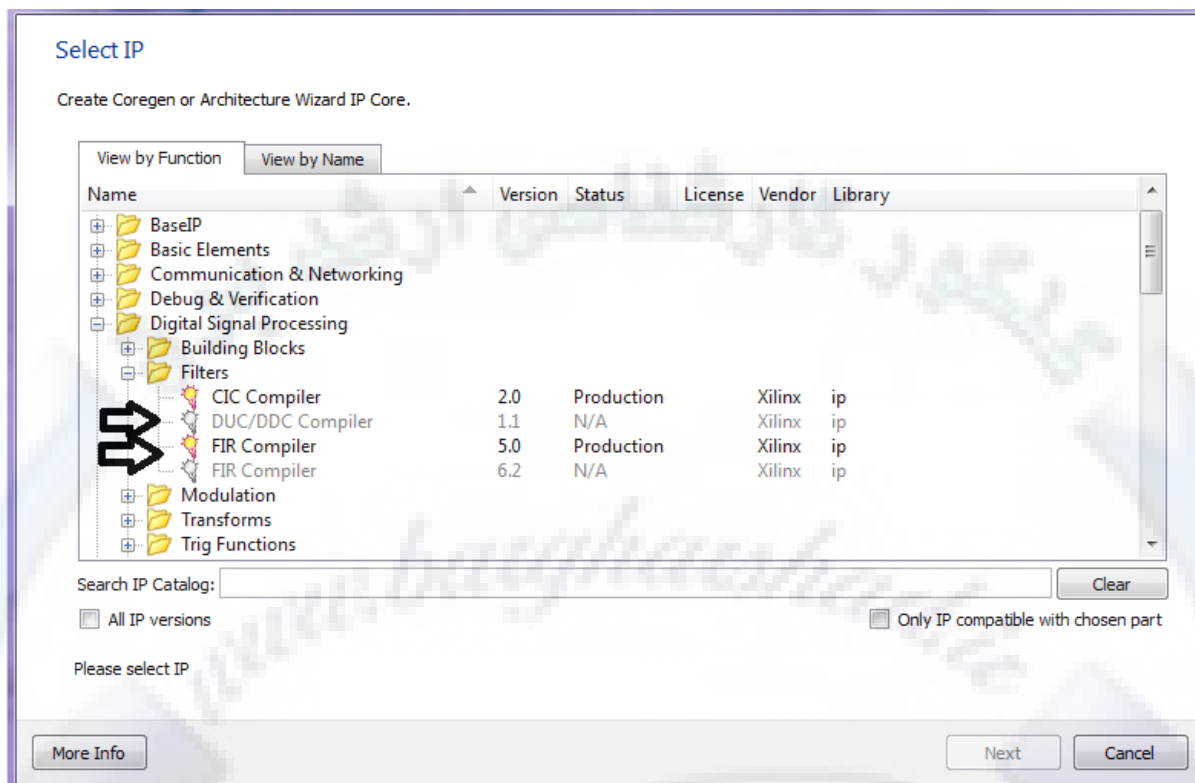 Select IP
Create Coregen or Architecture Wizard IP Core.
View by Function View by Name
Name Version Status License Vendor Library
BaseIP
Basic Elements
Communication & Networking
Debug & Verification
Digital Signal Processing
Building Blocks
Filters
CIC Compiler 2.0 Production Xilinx ip
DUC/DDC Compiler 1.1 N/A Xilinx ip
FIR Compiler 5.0 Production Xilinx ip
FIR Compiler 6.2 N/A Xilinx ip
Modulation
Transforms
Trig Functions
Search IP Catalog: Clear
All IP versions Only IP compatible with chosen part
Please select IP
More Info Next Cancel